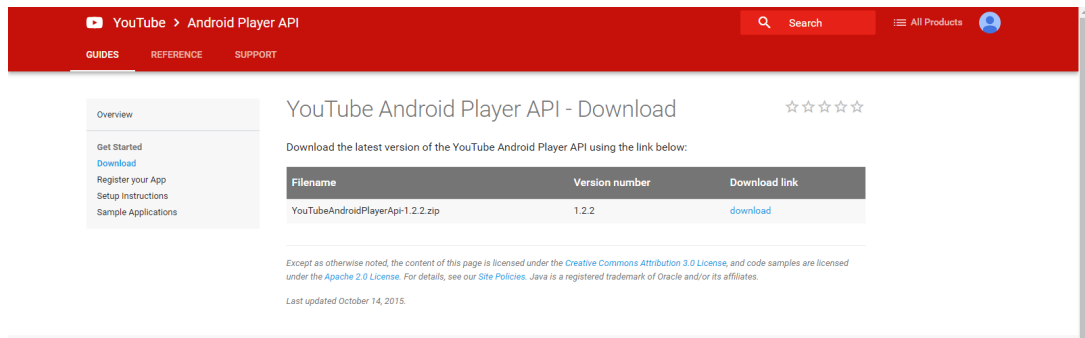 YouTube > Android Player API
Search
All Products
GUIDES REFERENCE SUPPORT
Overview
Get Started
Download
Register your App
Setup Instructions
Sample Applications
YouTube Android Player API - Download
Download the latest version of the YouTube Android Player API using the link below:
Filename Version number Download link
YouTubeAndroidPlayerApi-1.2.2.zip 1.2.2 download
Except as otherwise noted, the content of this page is licensed under the Creative Commons Attribution 3.0 License, and code samples are licensed
under the Apache 2.0 License. For details, see our Site Policies. Java is a registered trademark of Oracle and/or its affiliates.
Last updated October 14, 2015.